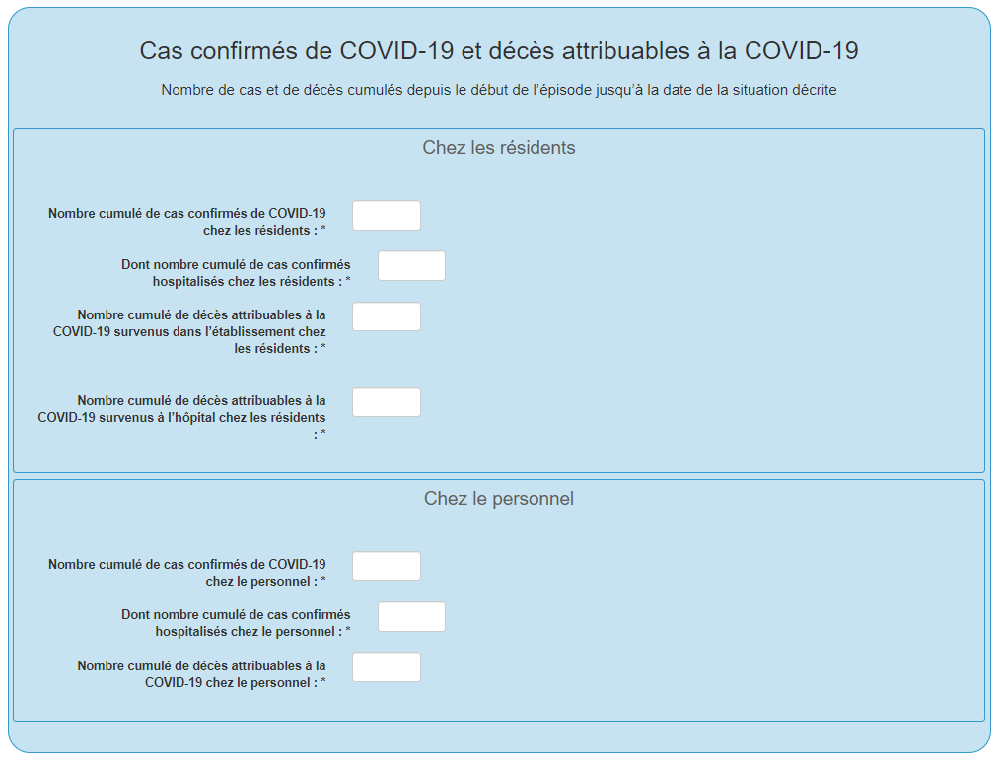 Cas confirmés de COVID-19 et décès attribuables à la COVID-19
Nombre de cas et de décès cumulés depuis le début de l’épisode jusqu’à la date de la situation décrite
Chez les résidents
Nombre cumulé de cas confirmés de COVID-19
chez les résidents : *
Dont nombre cumulé de cas confirmés
hospitalisés chez les résidents : *
Nombre cumulé de décès attribuables à la
COVID-19 survenus dans l’établissement chez
les résidents : *
Nombre cumulé de décès attribuables à la
COVID-19 survenus à l’hôpital chez les résidents
: *
Chez le personnel
Nombre cumulé de cas confirmés de COVID-19
chez le personnel : *
Dont nombre cumulé de cas confirmés
hospitalisés chez le personnel : *
Nombre cumulé de décès attribuables à la
COVID-19 chez le personnel : *